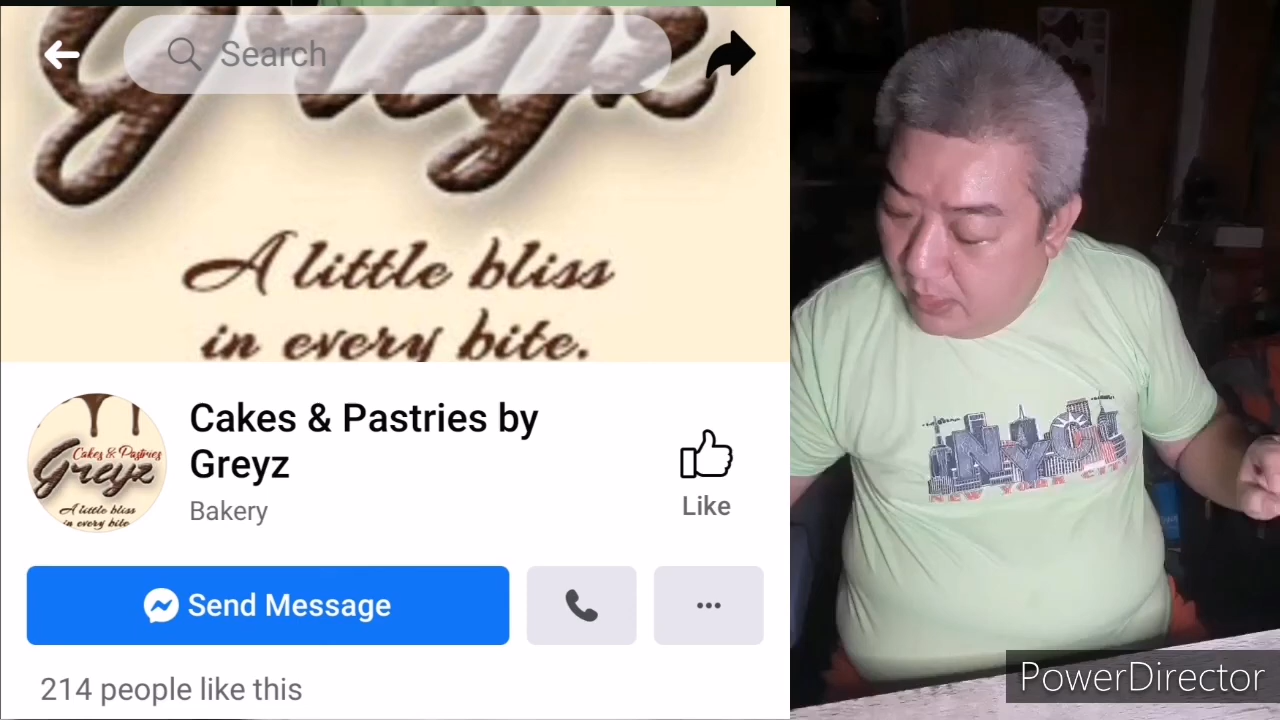 Search
Greyz
A little bliss
in every bite.
Cakes & Pastries by
Greyz
Bakery
Like
Cakes & Pastries
Greyz
A little bliss
in every bite
Send Message
214 people like this
NYC
NEW YORK CITY
PowerDirector